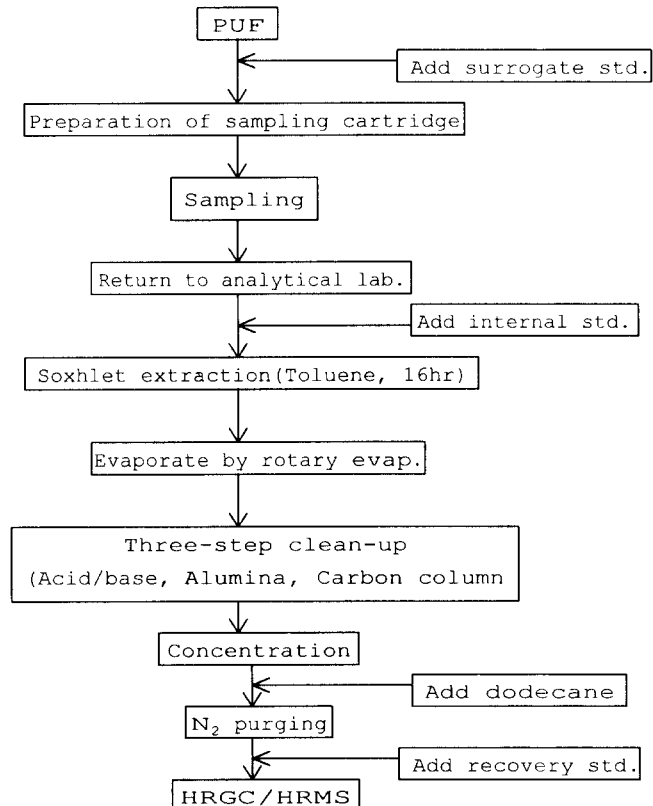 PUF
Add surrogate std.
Preparation of sampling cartridge
Sampling
Return to analytical lab.
Add internal std.
Soxhlet extraction(Toluene, 16hr)
Evaporate by rotary evap.
Three-step clean-up
(Acid/base, Alumina, Carbon column
Concentration
Add dodecane
N₂ purging
Add recovery std.
HRGC/HRMS